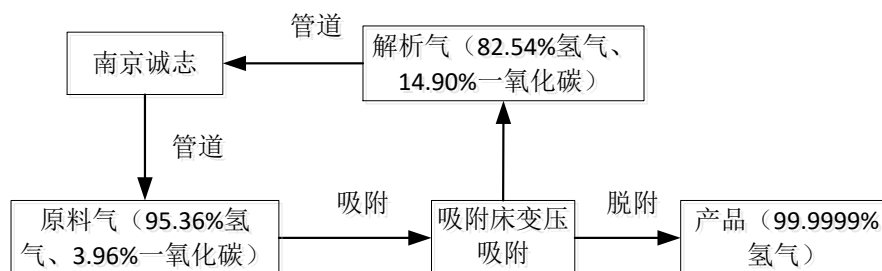 管道
解析气（82.54%氢气、
14.90%一氧化碳）
南京诚志
管道
原料气（95.36%氢
气、3.96%一氧化碳）
吸附
吸附床变压
吸附
脱附
产品（99.9999%
氢气）